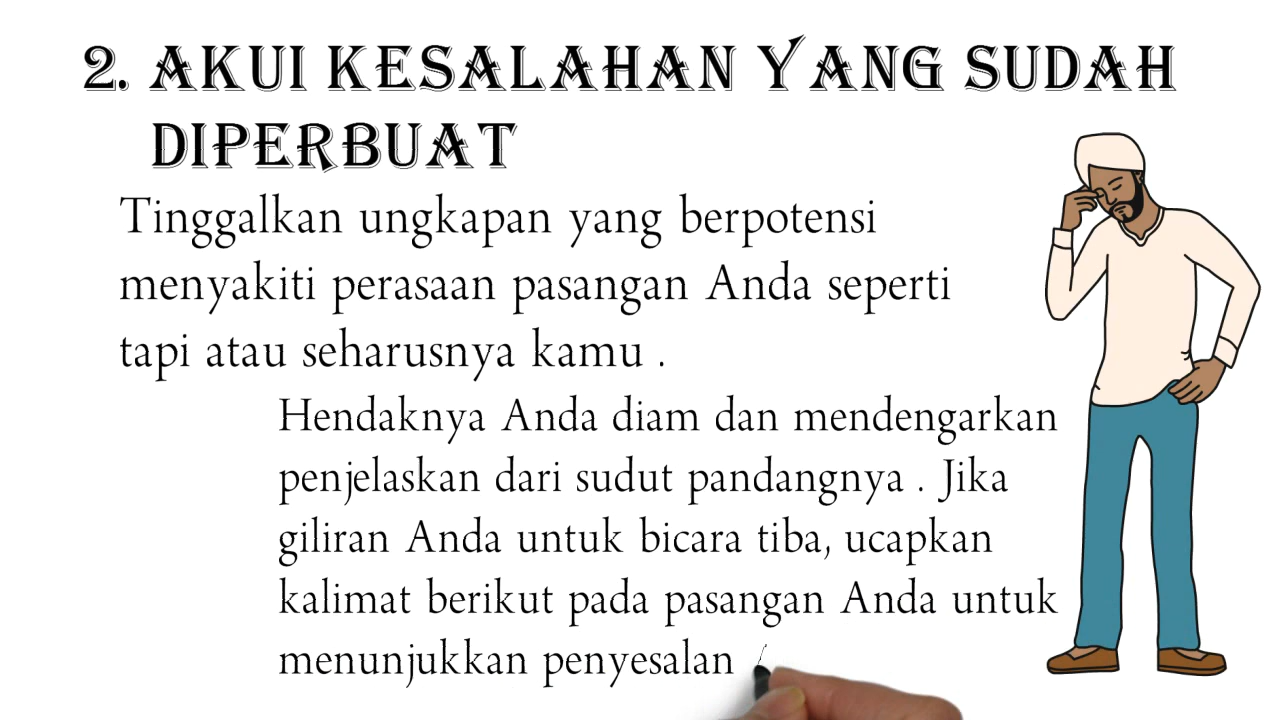 2. AKUI KESALAHAN YANG SUDAH
DIPERBUAT
Tinggalkan ungkapan yang berpotensi
menyakiti perasaan pasangan Anda seperti
tapi atau seharusnya kamu .
Hendaknya Anda diam dan mendengarkan
penjelaskan dari sudut pandangnya . Jika
giliran Anda untuk bicara tiba, ucapkan
kalimat berikut pada pasangan Anda untuk
menunjukkan penyesalan